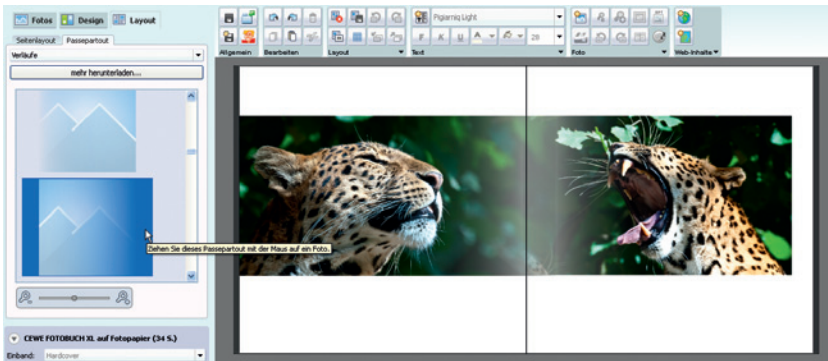 Fotos Design Layout
Seitenlayout Passepartout
Verläufe
mehr herunterladen...
Ziehen Sie dieses Passepartout mit der Maus auf ein Foto.
CEWE FOTOBUCH XL auf Fotopapier (34 S.)
Einband: Hardcover
Figiarniq Light
F K U A 28
Allgemein Bearbeiten Layout Text Foto Web-Inhalte